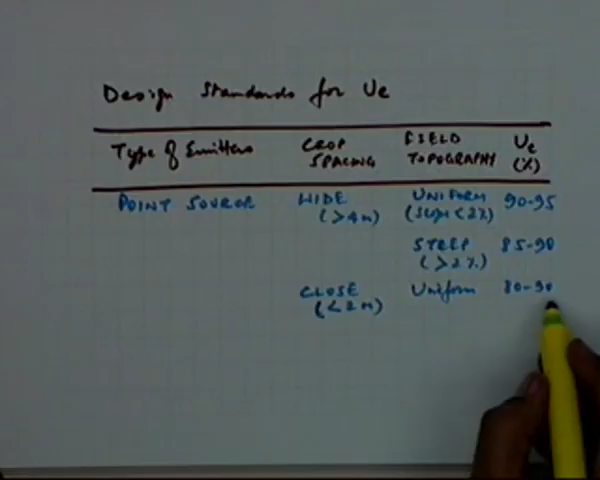 Design Standards for Ue
Type of Emitters CROP SPACING FIELD TOPOGRAPHY Ue (%)
POINT SOURCE WIDE (>4m) UNIFORM (Slope<2%) 90-95
STEEP (>2%) 85-90
CLOSE (<2m) Uniform 80-90